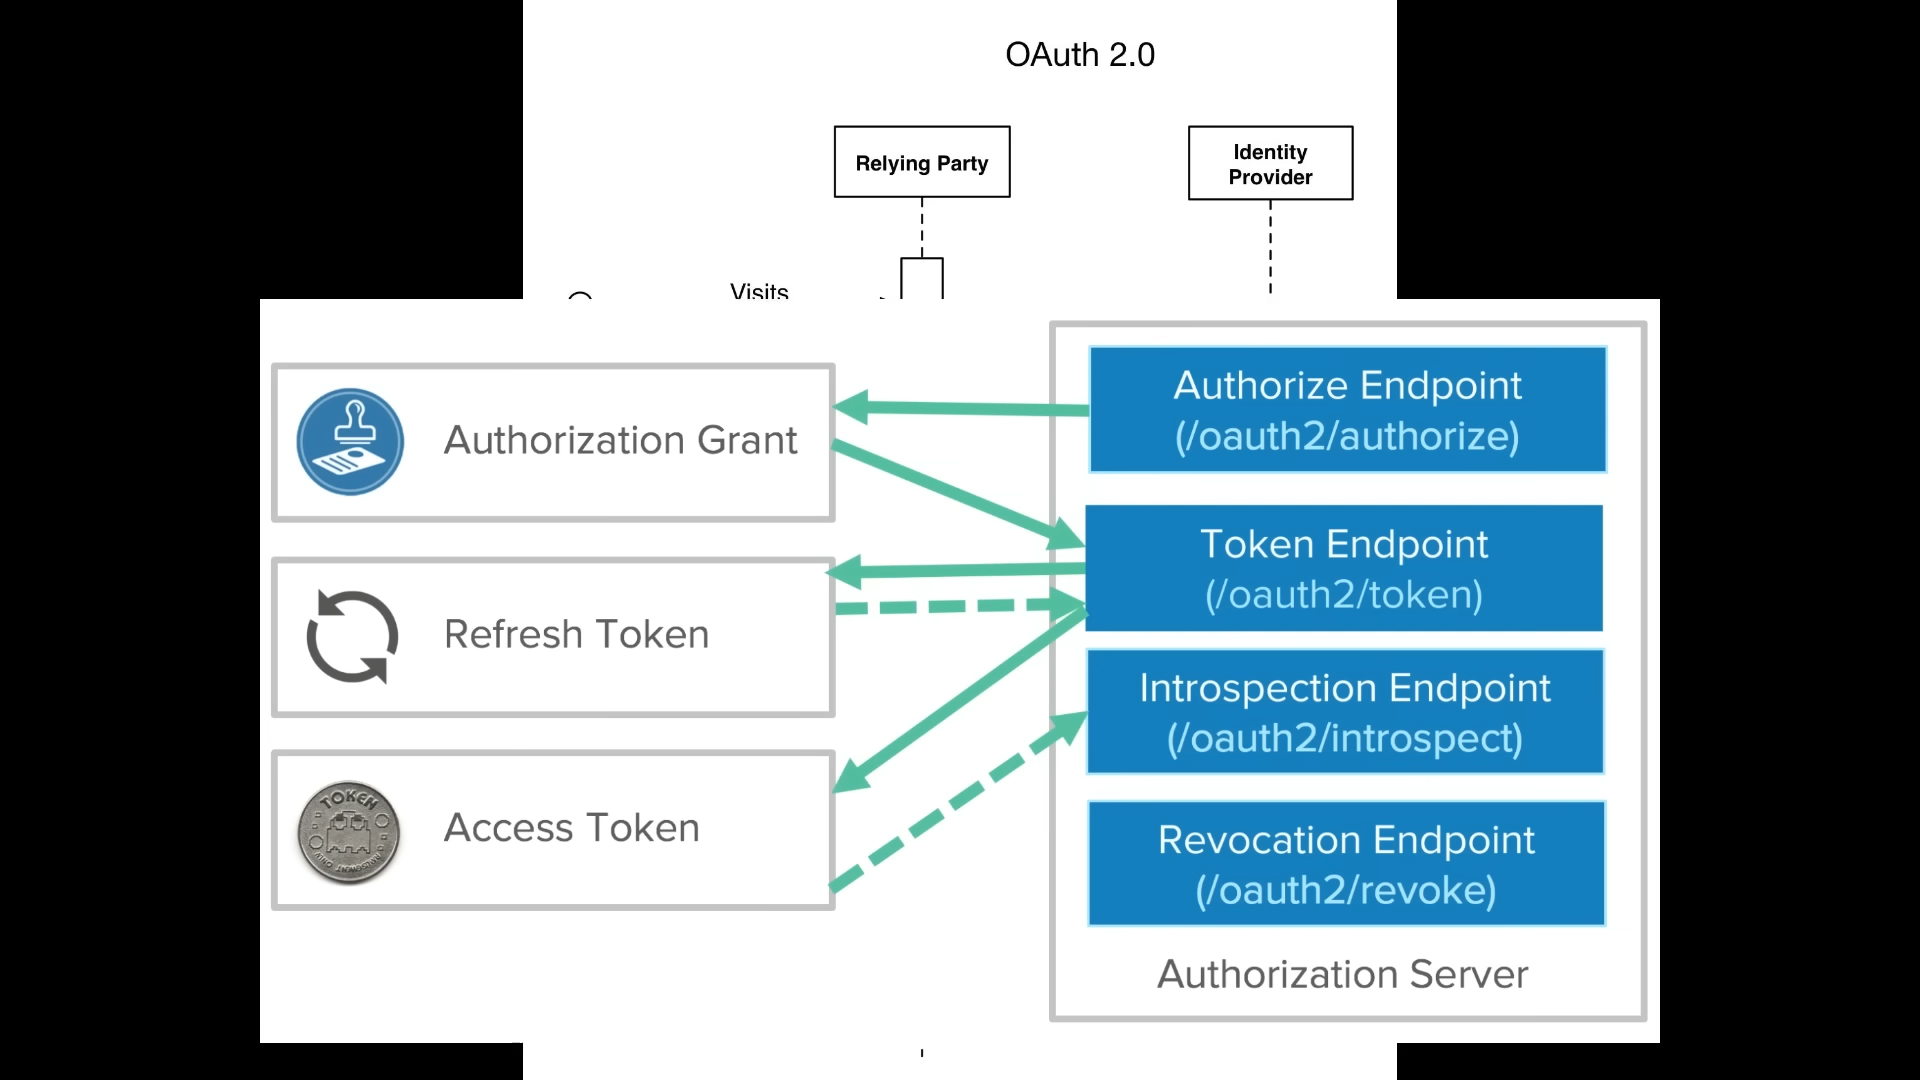 OAuth 2.0
Relying Party
Identity
Provider
Visits
Authorization Grant
Refresh Token
TOKEN
Access Token
Authorize Endpoint
(/oauth2/authorize)
Token Endpoint
(/oauth2/token)
Introspection Endpoint
(/oauth2/introspect)
Revocation Endpoint
(/oauth2/revoke)
Authorization Server